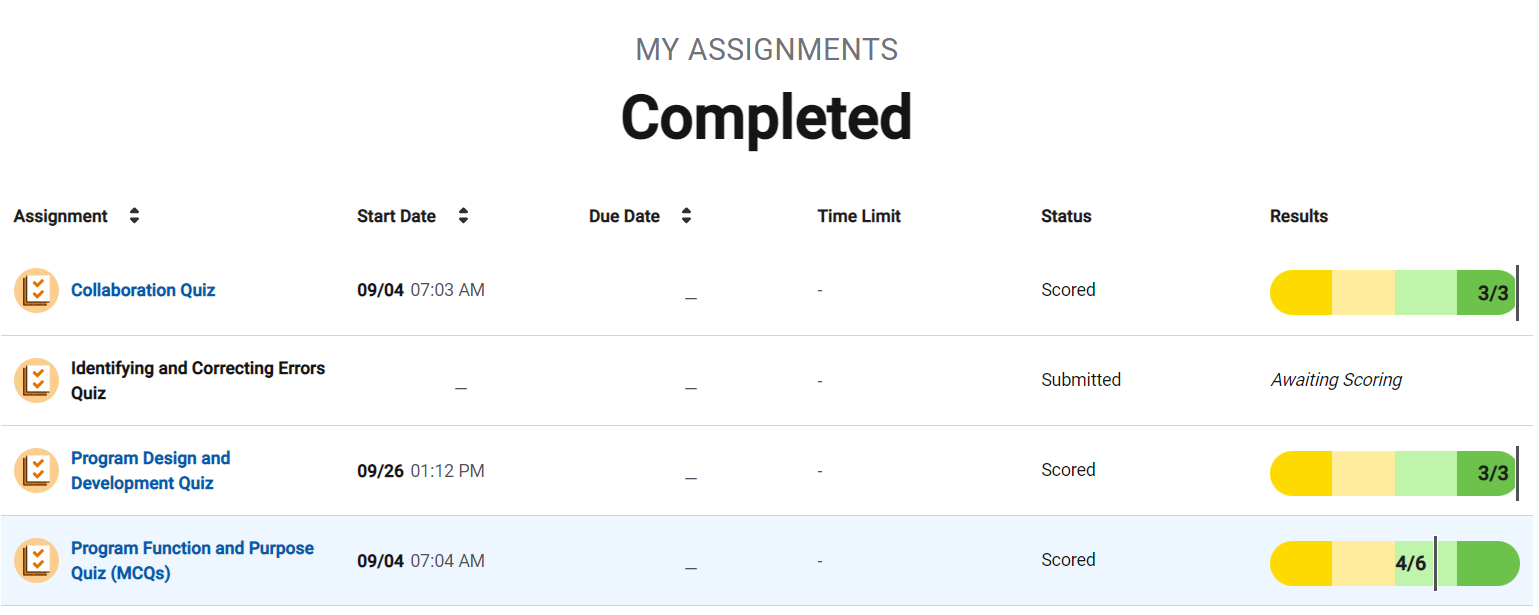 MY ASSIGNMENTS
Completed
Assignment Start Date Due Date Time Limit Status Results
Collaboration Quiz 09/04 07:03 AM _ - Scored 3/3
Identifying and Correcting Errors
Quiz _ _ - Submitted Awaiting Scoring
Program Design and
Development Quiz 09/26 01:12 PM _ - Scored 3/3
Program Function and Purpose
Quiz (MCQs) 09/04 07:04 AM _ - Scored 4/6